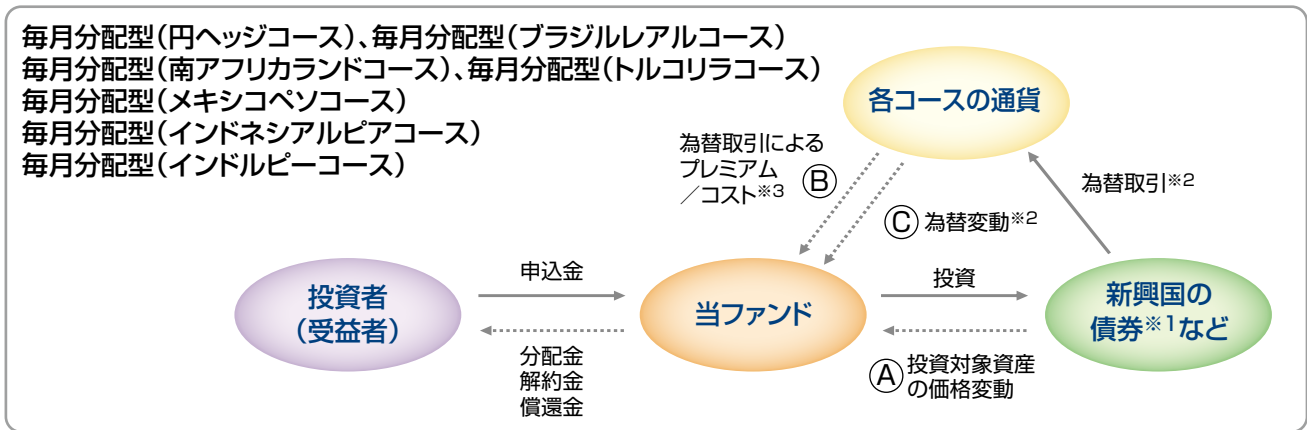 毎月分配型（円ヘッジコース）、毎月分配型（ブラジルレアルコース）
毎月分配型（南アフリカランドコース）、毎月分配型（トルコリラコース）
毎月分配型（メキシコペソコース）
毎月分配型（インドネシアルピアコース）
毎月分配型（インドルピーコース）
各コースの通貨
為替取引による
プレミアム
／コスト※3
Ⓑ
為替取引※2
Ⓒ 為替変動※2
投資者
（受益者）
申込金
分配金
解約金
償還金
当ファンド
投資
Ⓐ 投資対象資産
の価格変動
新興国の
債券※1など